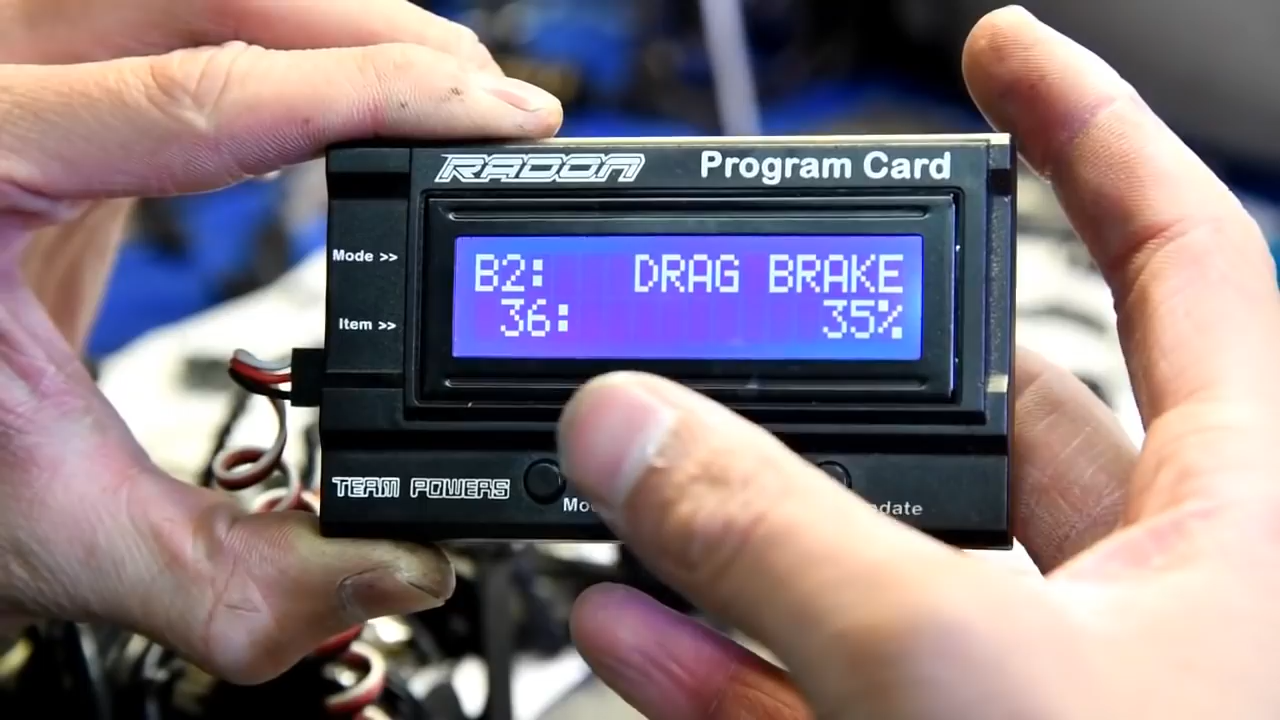 RADON Program Card
Mode >>
B2: DRAG BRAKE
Item >>
36: 35%
TEAM POWERS